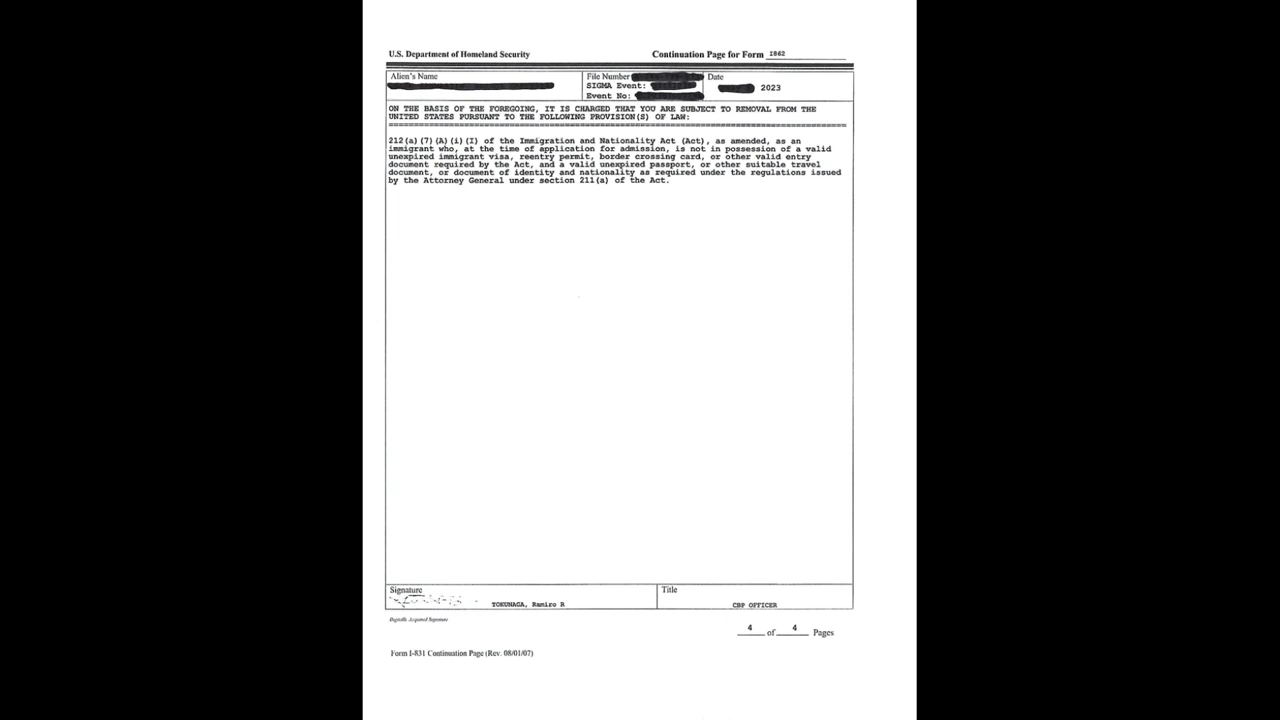 U.S. Department of Homeland Security Continuation Page for Form I862
Alien's Name File Number Date
SIGMA Event: 2023
Event No:
ON THE BASIS OF THE FOREGOING, IT IS CHARGED THAT YOU ARE SUBJECT TO REMOVAL FROM THE
UNITED STATES PURSUANT TO THE FOLLOWING PROVISION(S) OF LAW:
212(a)(7)(A)(i)(I) of the Immigration and Nationality Act (Act), as amended, as an
immigrant who, at the time of application for admission, is not in possession of a valid
unexpired immigrant visa, reentry permit, border crossing card, or other valid entry
document required by the Act, and a valid unexpired passport, or other suitable travel
document, or document of identity and nationality as required under the regulations issued
by the Attorney General under section 211(a) of the Act.
Signature Title
TOKUNAGA, Ramiro R CBP OFFICER
Digitally Acquired Signature
4 of 4 Pages
Form I-831 Continuation Page (Rev. 08/01/07)